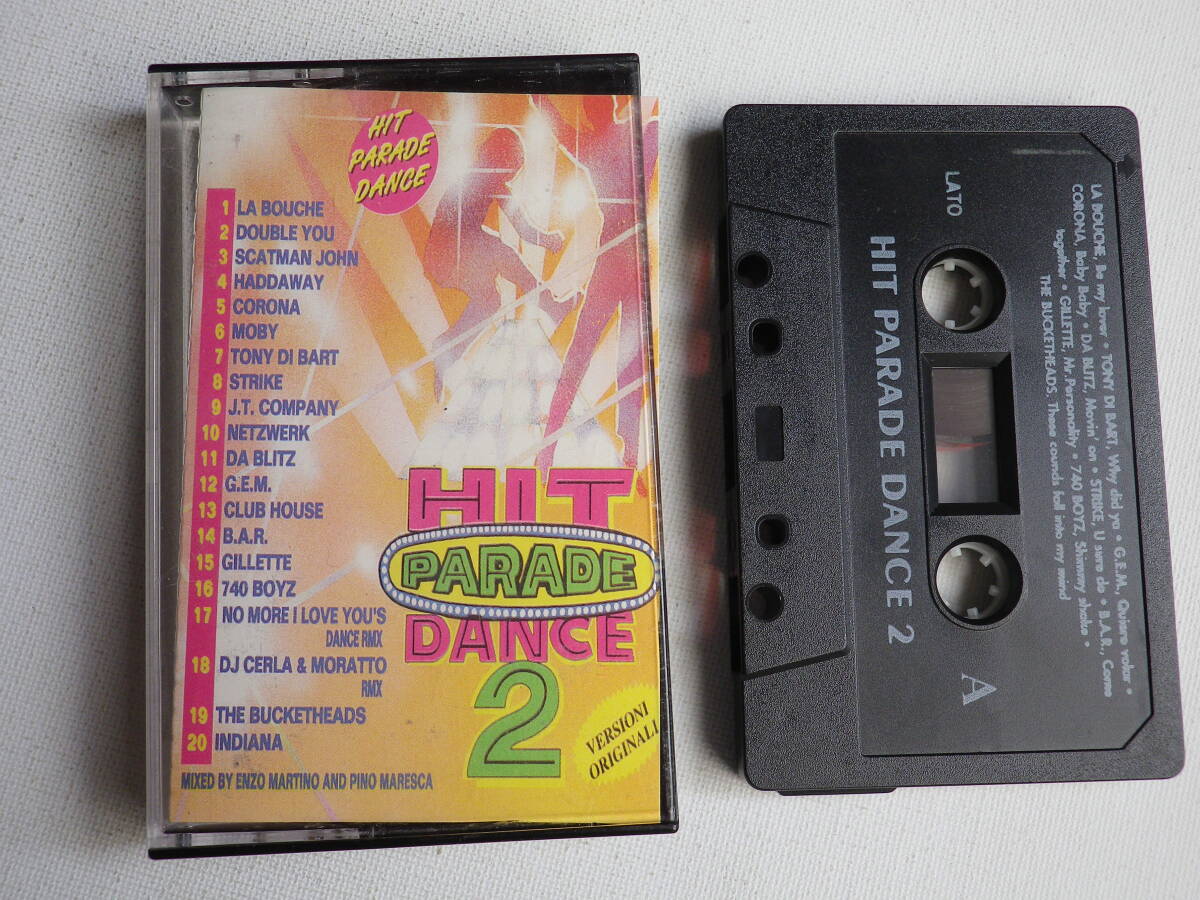 HIT
PARADE
DANCE
1 LA BOUCHE
2 DOUBLE YOU
3 SCATMAN JOHN
4 HADDAWAY
5 CORONA
6 MOBY
7 TONY DI BART
8 STRIKE
9 J.T. COMPANY
10 NETZWERK
11 DA BLITZ
12 G.E.M.
13 CLUB HOUSE
14 B.A.R.
15 GILLETTE
16 740 BOYZ
17 NO MORE I LOVE YOU'S
DANCE RMX
18 DJ CERLA & MORATTO
RMX
19 THE BUCKETHEADS
20 INDIANA
MIXED BY ENZO MARTINO AND PINO MARESCA
HIT
PARADE
DANCE
2
VERSIONI
ORIGINALI
LATO
A
HIT PARADE DANCE 2
LA BOUCHE, Be my lover • TONY DI BART, Why did ya • G.E.M., Quiero volar •
CORONA, Baby Baby • DA BLITZ, Movin' on • STRIKE, U sure do • B.A.R., Come
together • GILLETTE, Mr. Personality • 740 BOYZ, Shimmy shake •
THE BUCKETHEADS, These sounds fall into my mind